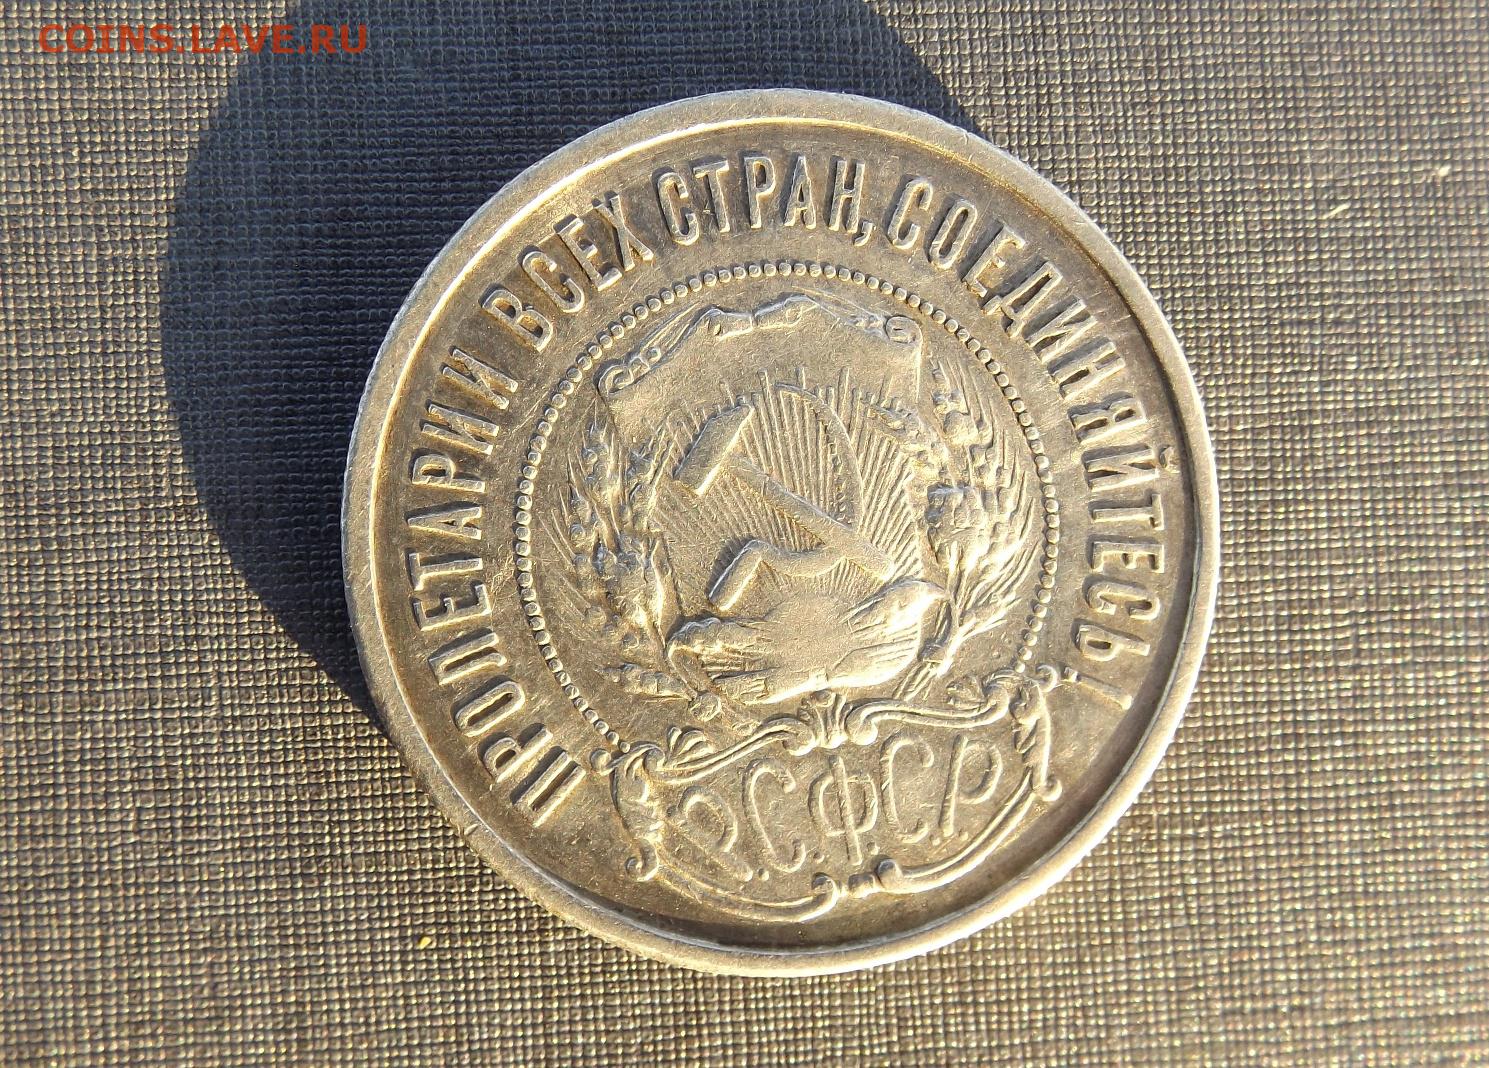 COINS.LAVE.RU
ПРОЛЕТАРИИ ВСЕХ СТРАН, СОЕДИНЯЙТЕСЬ!
Р.С.Ф.С.Р.